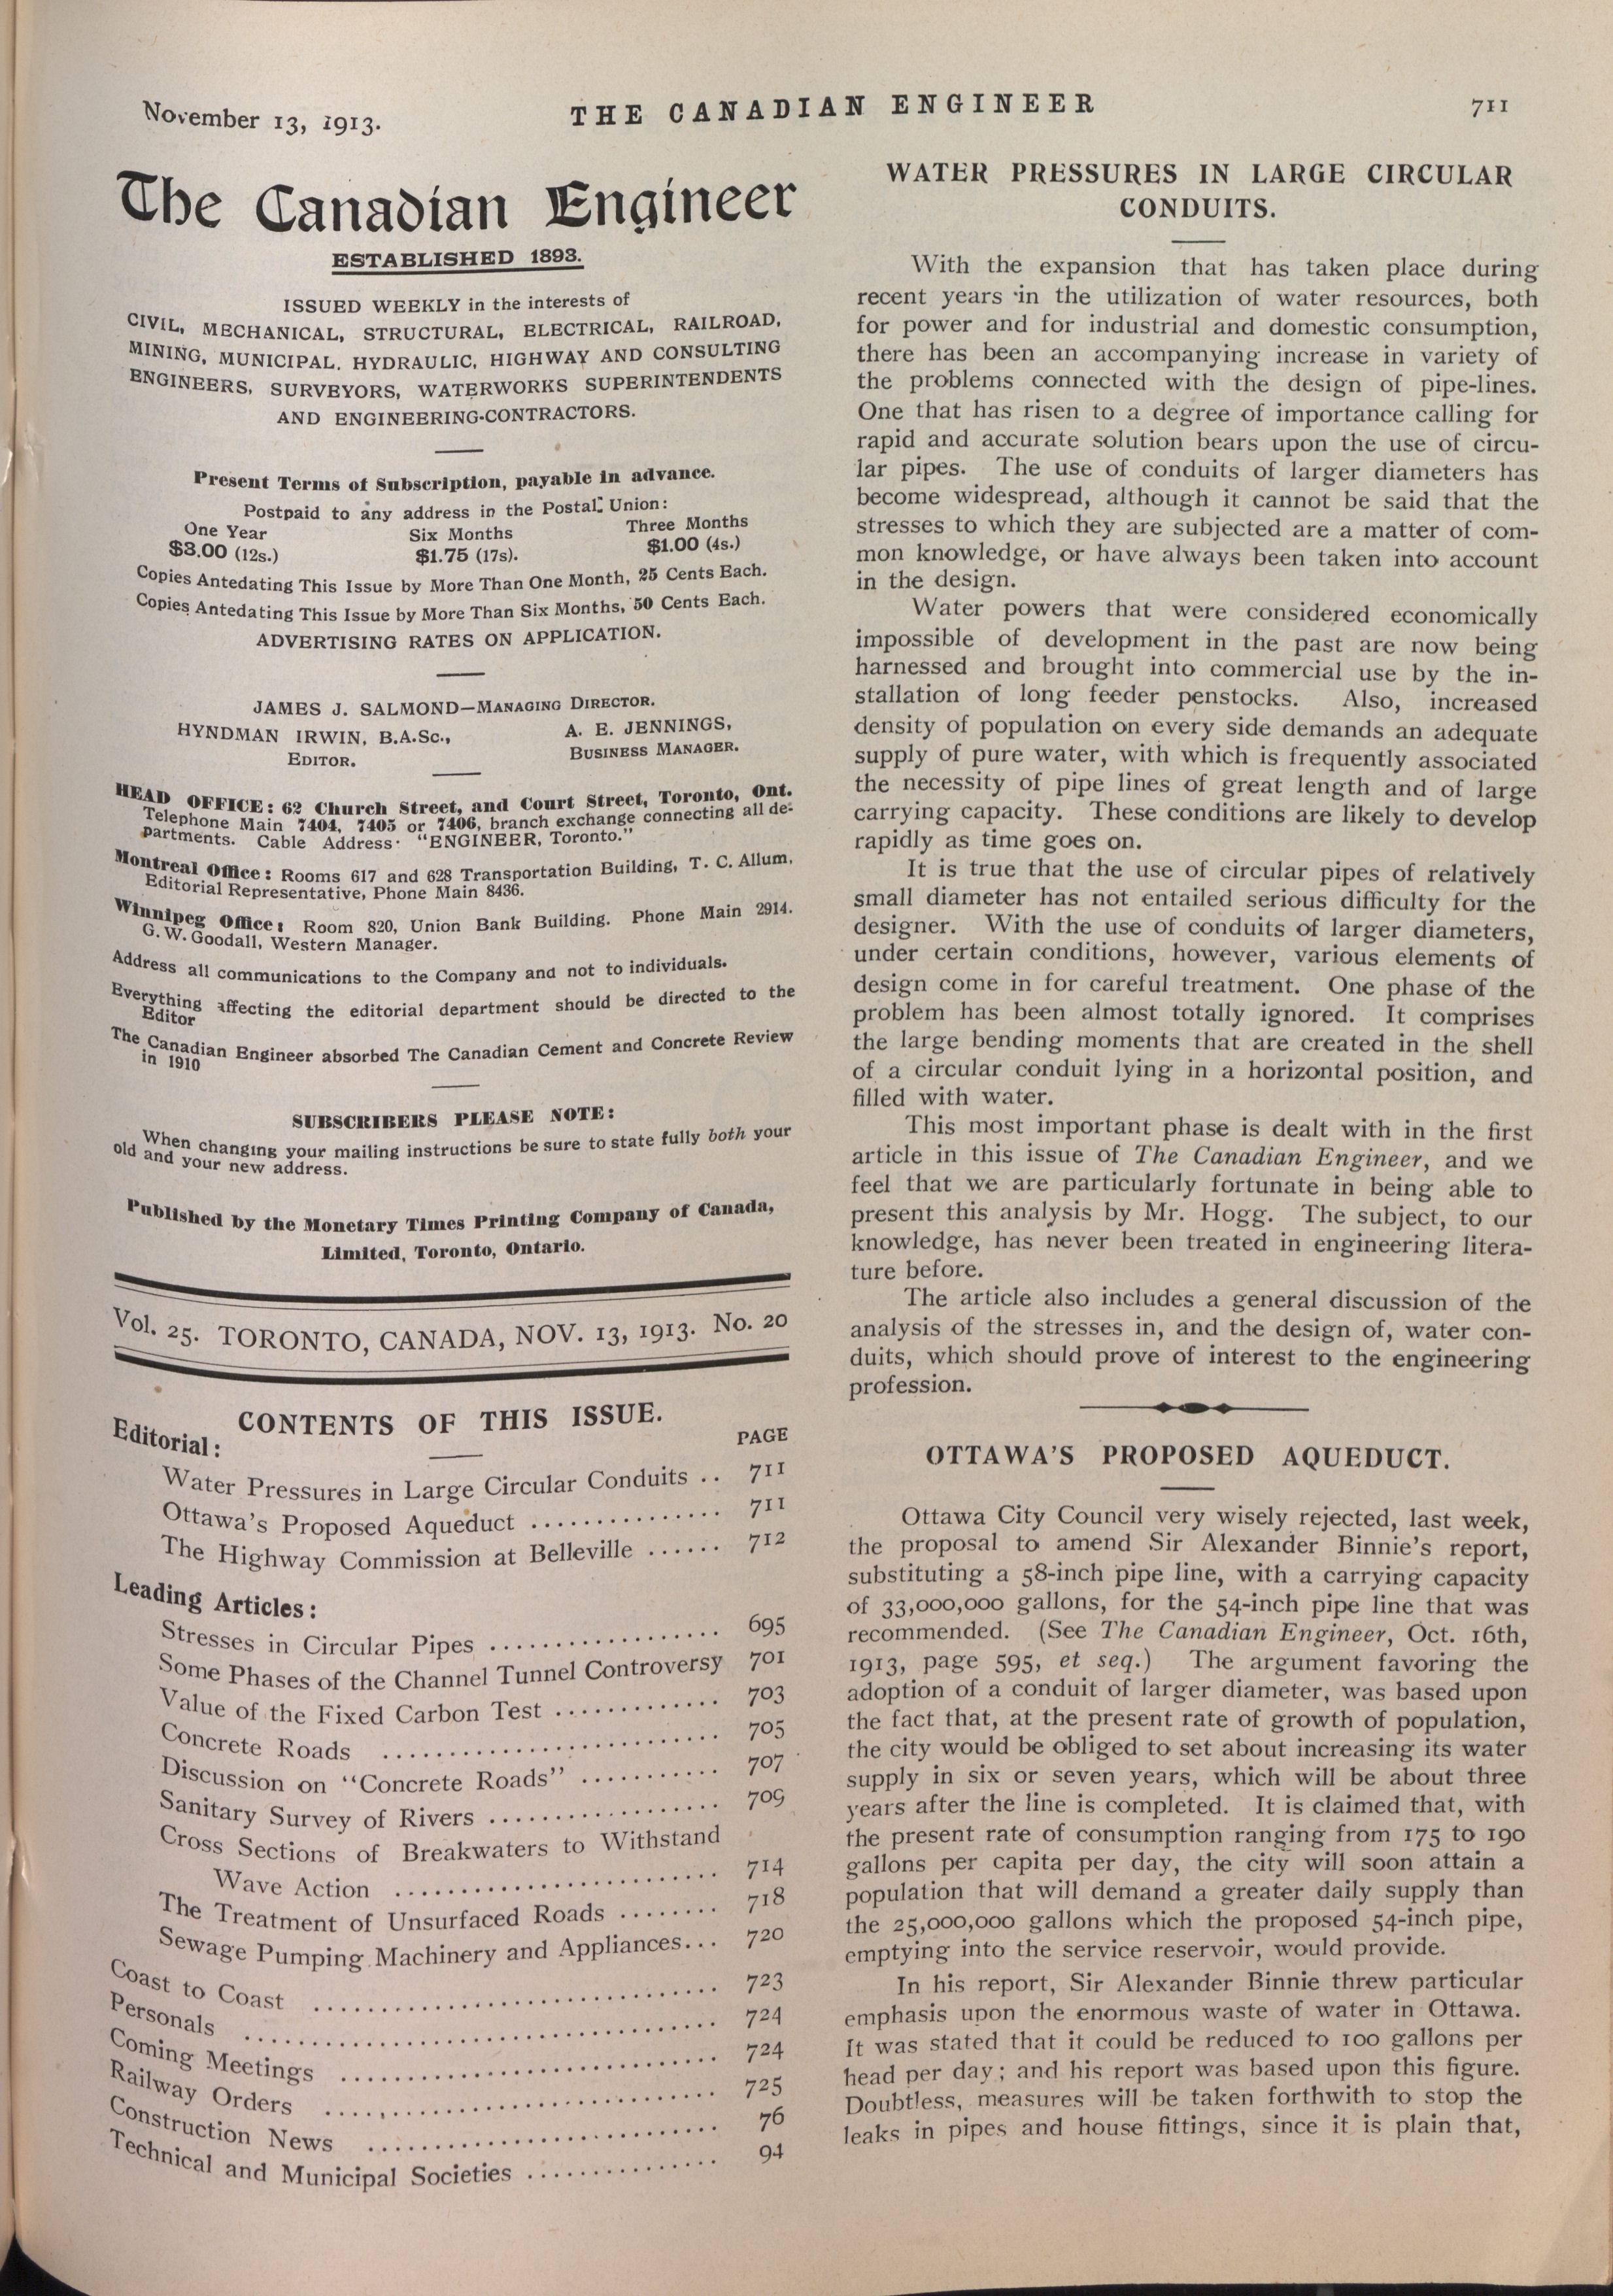 November 13, 1913.
THE CANADIAN ENGINEER
711
The Canadian Engineer
ESTABLISHED 1893.
ISSUED WEEKLY in the interests of
CIVIL, MECHANICAL, STRUCTURAL, ELECTRICAL, RAILROAD,
MINING, MUNICIPAL, HYDRAULIC, HIGHWAY AND CONSULTING
ENGINEERS, SURVEYORS, WATERWORKS SUPERINTENDENTS
AND ENGINEERING-CONTRACTORS.
Present Terms of Subscription, payable in advance.
Postpaid to any address in the Postal Union:
One Year Six Months Three Months
$3.00 (12s.) $1.75 (17s). $1.00 (4s.)
Copies Antedating This Issue by More Than One Month, 25 Cents Each.
Copies Antedating This Issue by More Than Six Months, 50 Cents Each.
ADVERTISING RATES ON APPLICATION.
JAMES J. SALMOND—MANAGING DIRECTOR.
HYNDMAN IRWIN, B.A.Sc., A. E. JENNINGS,
EDITOR. BUSINESS MANAGER.
HEAD OFFICE: 62 Church Street, and Court Street, Toronto, Ont.
Telephone Main 7404, 7405 or 7406, branch exchange connecting all de-
partments. Cable Address· "ENGINEER, Toronto."
Montreal Office: Rooms 617 and 628 Transportation Building, T. C. Allum,
Editorial Representative, Phone Main 8436.
Winnipeg Office: Room 820, Union Bank Building. Phone Main 2914.
G. W. Goodall, Western Manager.
Address all communications to the Company and not to individuals.
Everything affecting the editorial department should be directed to the
Editor
The Canadian Engineer absorbed The Canadian Cement and Concrete Review
in 1910
SUBSCRIBERS PLEASE NOTE:
When changing your mailing instructions be sure to state fully both your
old and your new address.
Published by the Monetary Times Printing Company of Canada,
Limited, Toronto, Ontario.
Vol. 25. TORONTO, CANADA, NOV. 13, 1913. No. 20
CONTENTS OF THIS ISSUE.
Editorial: PAGE
Water Pressures in Large Circular Conduits .. 711
Ottawa's Proposed Aqueduct ............... 711
The Highway Commission at Belleville ...... 712
Leading Articles:
Stresses in Circular Pipes .................. 695
Some Phases of the Channel Tunnel Controversy 701
Value of the Fixed Carbon Test ............. 703
Concrete Roads .......................... 705
Discussion on "Concrete Roads" ........... 707
Sanitary Survey of Rivers .................. 709
Cross Sections of Breakwaters to Withstand
Wave Action ......................... 714
The Treatment of Unsurfaced Roads ........ 718
Sewage Pumping Machinery and Appliances... 720
Coast to Coast ............................... 723
Personals .................................... 724
Coming Meetings ............................. 724
Railway Orders .............................. 725
Construction News ........................... 76
Technical and Municipal Societies ............... 94
WATER PRESSURES IN LARGE CIRCULAR
CONDUITS.
With the expansion that has taken place during
recent years in the utilization of water resources, both
for power and for industrial and domestic consumption,
there has been an accompanying increase in variety of
the problems connected with the design of pipe-lines.
One that has risen to a degree of importance calling for
rapid and accurate solution bears upon the use of circu-
lar pipes. The use of conduits of larger diameters has
become widespread, although it cannot be said that the
stresses to which they are subjected are a matter of com-
mon knowledge, or have always been taken into account
in the design.
Water powers that were considered economically
impossible of development in the past are now being
harnessed and brought into commercial use by the in-
stallation of long feeder penstocks. Also, increased
density of population on every side demands an adequate
supply of pure water, with which is frequently associated
the necessity of pipe lines of great length and of large
carrying capacity. These conditions are likely to develop
rapidly as time goes on.
It is true that the use of circular pipes of relatively
small diameter has not entailed serious difficulty for the
designer. With the use of conduits of larger diameters,
under certain conditions, however, various elements of
design come in for careful treatment. One phase of the
problem has been almost totally ignored. It comprises
the large bending moments that are created in the shell
of a circular conduit lying in a horizontal position, and
filled with water.
This most important phase is dealt with in the first
article in this issue of The Canadian Engineer, and we
feel that we are particularly fortunate in being able to
present this analysis by Mr. Hogg. The subject, to our
knowledge, has never been treated in engineering litera-
ture before.
The article also includes a general discussion of the
analysis of the stresses in, and the design of, water con-
duits, which should prove of interest to the engineering
profession.
OTTAWA'S PROPOSED AQUEDUCT.
Ottawa City Council very wisely rejected, last week,
the proposal to amend Sir Alexander Binnie's report,
substituting a 58-inch pipe line, with a carrying capacity
of 33,000,000 gallons, for the 54-inch pipe line that was
recommended. (See The Canadian Engineer, Oct. 16th,
1913, page 595, et seq.) The argument favoring the
adoption of a conduit of larger diameter, was based upon
the fact that, at the present rate of growth of population,
the city would be obliged to set about increasing its water
supply in six or seven years, which will be about three
years after the line is completed. It is claimed that, with
the present rate of consumption ranging from 175 to 190
gallons per capita per day, the city will soon attain a
population that will demand a greater daily supply than
the 25,000,000 gallons which the proposed 54-inch pipe,
emptying into the service reservoir, would provide.
In his report, Sir Alexander Binnie threw particular
emphasis upon the enormous waste of water in Ottawa.
It was stated that it could be reduced to 100 gallons per
head per day; and his report was based upon this figure.
Doubtless, measures will be taken forthwith to stop the
leaks in pipes and house fittings, since it is plain that,